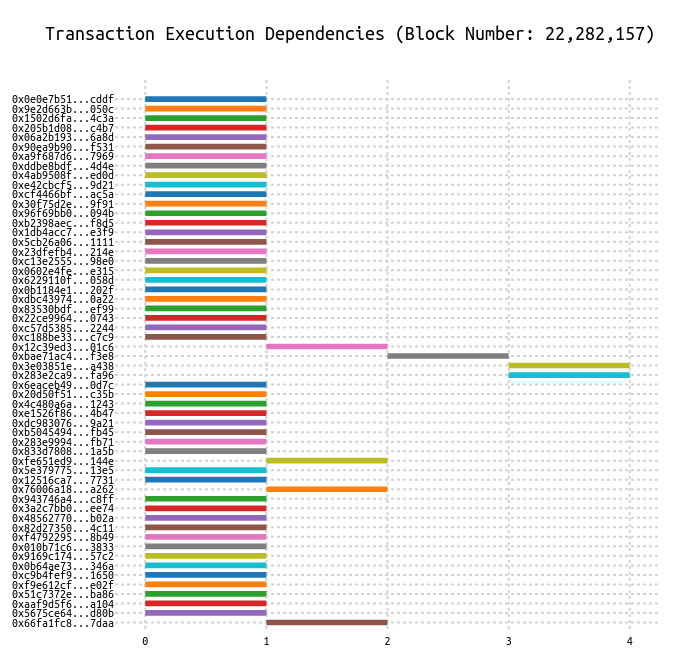 Transaction Execution Dependencies (Block Number: 22,282,157)
0x0e0e7b51...cddf
0x9e2d663b...050c
0x1502d6fa...4c3a
0x205b1d08...c4b7
0x06a2b193...6a8d
0x90ea9b90...f531
0xa9f687d6...7969
0xddbe8bdf...4d4e
0x4ab9508f...ed0d
0xe42cbcf5...9d21
0xcf4466bf...ac5a
0x30f75d2e...9f91
0x96f69bb0...094b
0xb2398aec...f8d5
0x1db4acc7...e3f9
0x5cb26a06...1111
0x23dfefb4...214e
0xc13e2555...98e0
0x0602e4fe...e315
0x6229110f...058d
0x0b1184e1...202f
0xdbc43974...0a22
0x83530bdf...ef99
0x22ce9964...0743
0xc57d5385...2244
0xc188be33...c7c9
0x12c39ed3...01c6
0xbae71ac4...f3e8
0x3e03851e...a438
0x283e2ca9...fa96
0x6eaceb49...0d7c
0x20d50f51...c35b
0x4c480a6a...1243
0xe1526f86...4b47
0xdc983076...9a21
0xb5045494...fb45
0x283e9994...fb71
0x833d7808...1a5b
0xfe651ed9...144e
0x5e379775...13e5
0x12516ca7...7731
0x76006a18...a262
0x943746a4...c8ff
0x3a2c7bb0...ee74
0x48562770...b02a
0x82d27350...4c11
0xf4792295...8b49
0x010b71c6...3833
0x9169c174...57c2
0x0b64ae73...346a
0xc9b4fef9...1650
0xf9e612cf...e02f
0x51c7372e...ba86
0xaaf9d5f6...a104
0x5675ce64...d80b
0x66fa1fc8...7daa
0 1 2 3 4